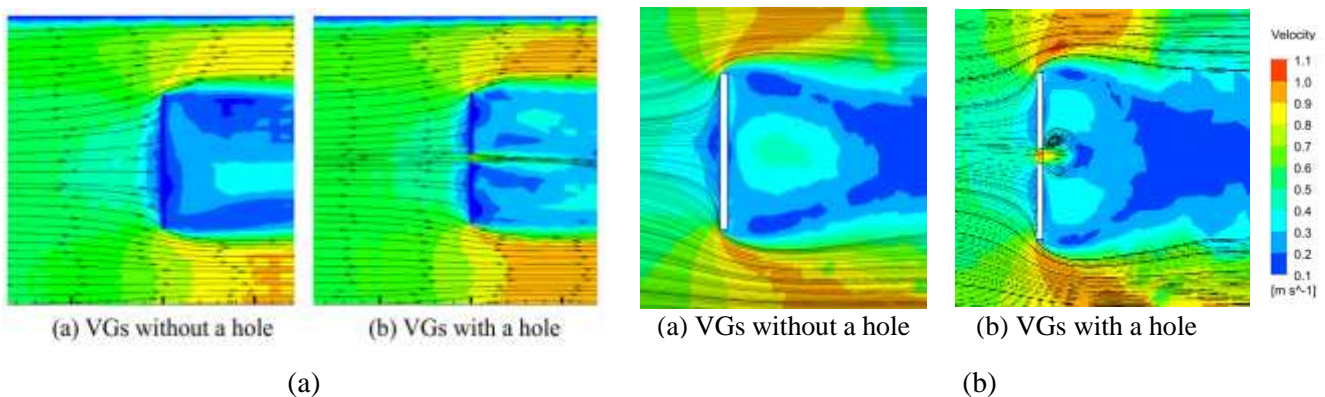 Velocity
1.1
1.0
0.9
0.8
0.7
0.6
0.5
0.4
0.3
0.2
0.1
[m s^-1]
(a) VGs without a hole
(b) VGs with a hole
(a) VGs without a hole
(b) VGs with a hole
(a)
(b)